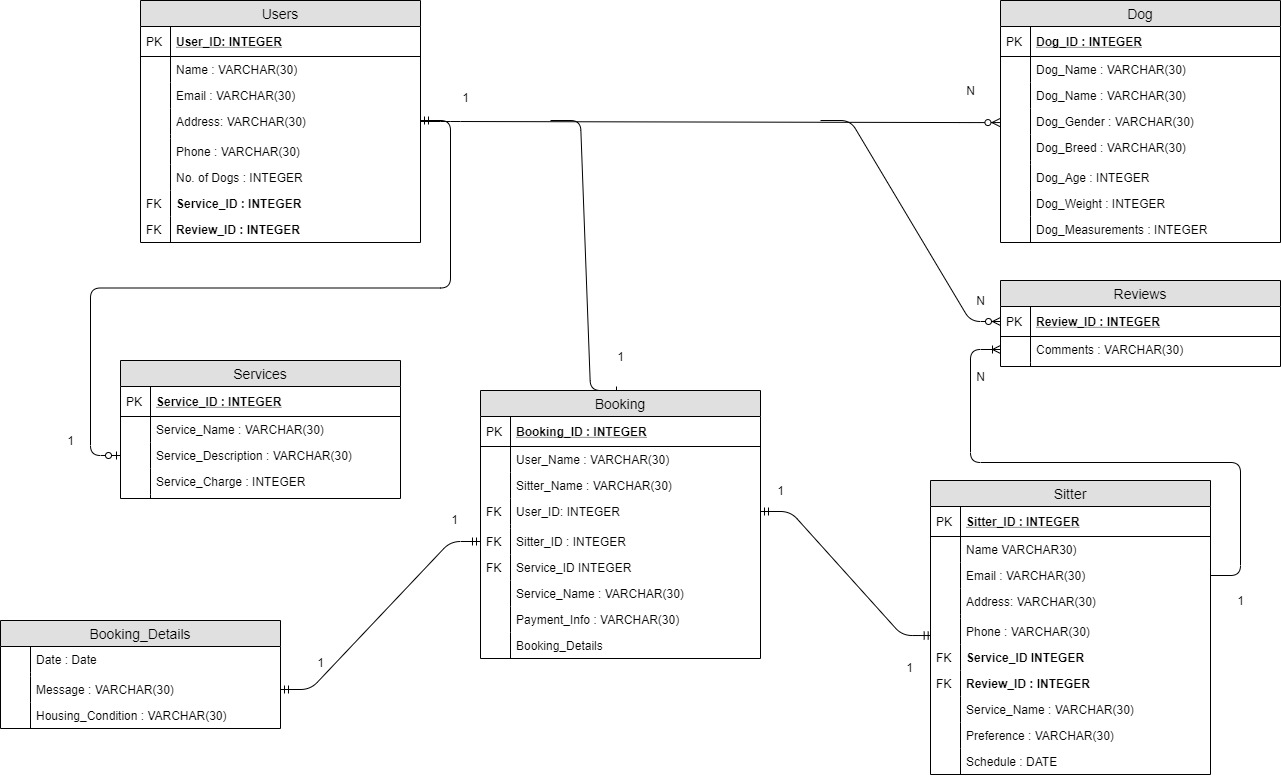 Users
PK User_ID: INTEGER
Name : VARCHAR(30)
Email : VARCHAR(30)
Address: VARCHAR(30)
Phone : VARCHAR(30)
No. of Dogs : INTEGER
FK Service_ID : INTEGER
FK Review_ID : INTEGER
1
N
Dog
PK Dog_ID : INTEGER
Dog_Name : VARCHAR(30)
Dog_Name : VARCHAR(30)
Dog_Gender : VARCHAR(30)
Dog_Breed : VARCHAR(30)
Dog_Age : INTEGER
Dog_Weight : INTEGER
Dog_Measurements : INTEGER
N
Reviews
PK Review_ID : INTEGER
Comments : VARCHAR(30)
N
1
Services
PK Service_ID : INTEGER
Service_Name : VARCHAR(30)
Service_Description : VARCHAR(30)
Service_Charge : INTEGER
1
Booking
PK Booking_ID : INTEGER
User_Name : VARCHAR(30)
Sitter_Name : VARCHAR(30)
FK User_ID: INTEGER
FK Sitter_ID : INTEGER
FK Service_ID INTEGER
Service_Name : VARCHAR(30)
Payment_Info : VARCHAR(30)
Booking_Details
1
1
1
1
Sitter
PK Sitter_ID : INTEGER
Name VARCHAR30)
Email : VARCHAR(30)
Address: VARCHAR(30)
Phone : VARCHAR(30)
FK Service_ID INTEGER
FK Review_ID : INTEGER
Service_Name : VARCHAR(30)
Preference : VARCHAR(30)
Schedule : DATE
1
Booking_Details
Date : Date
Message : VARCHAR(30)
Housing_Condition : VARCHAR(30)